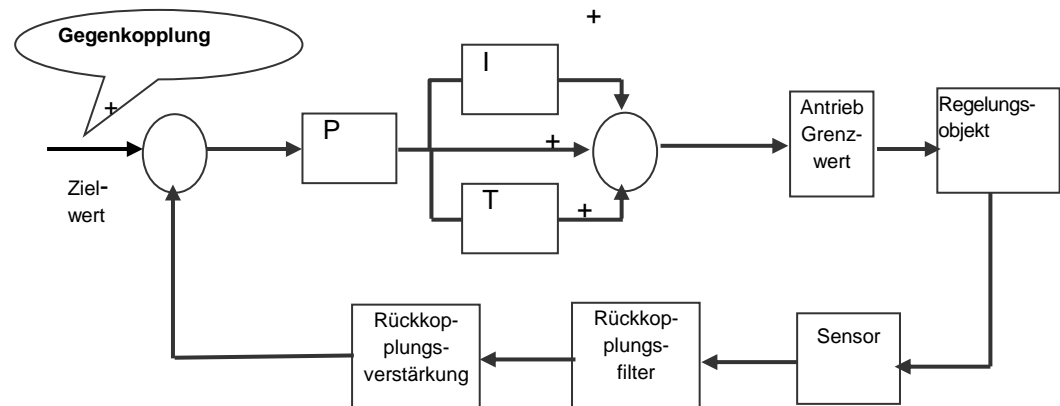 +
Gegenkopplung
+
I
P
+
T
+
Antrieb
Grenz-
wert
Regelungs-
objekt
Ziel-
wert
Rückkop-
plungs-
verstärkung
Rückkop-
plungs-
filter
Sensor